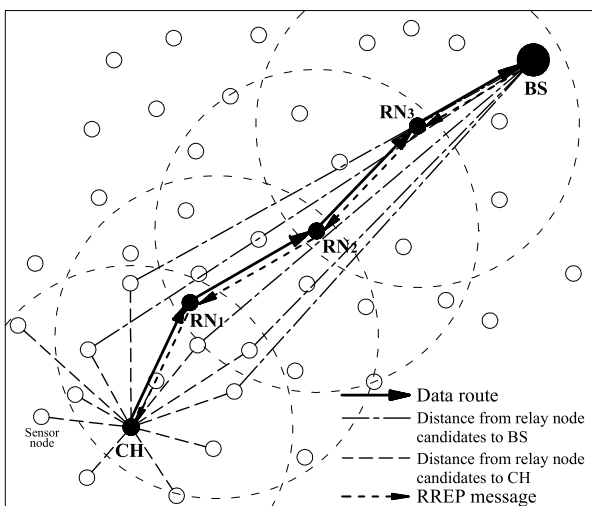 BS
RN3
RN2
RN1
Sensor
node
CH
Data route
Distance from relay node
candidates to BS
Distance from relay node
candidates to CH
RREP message